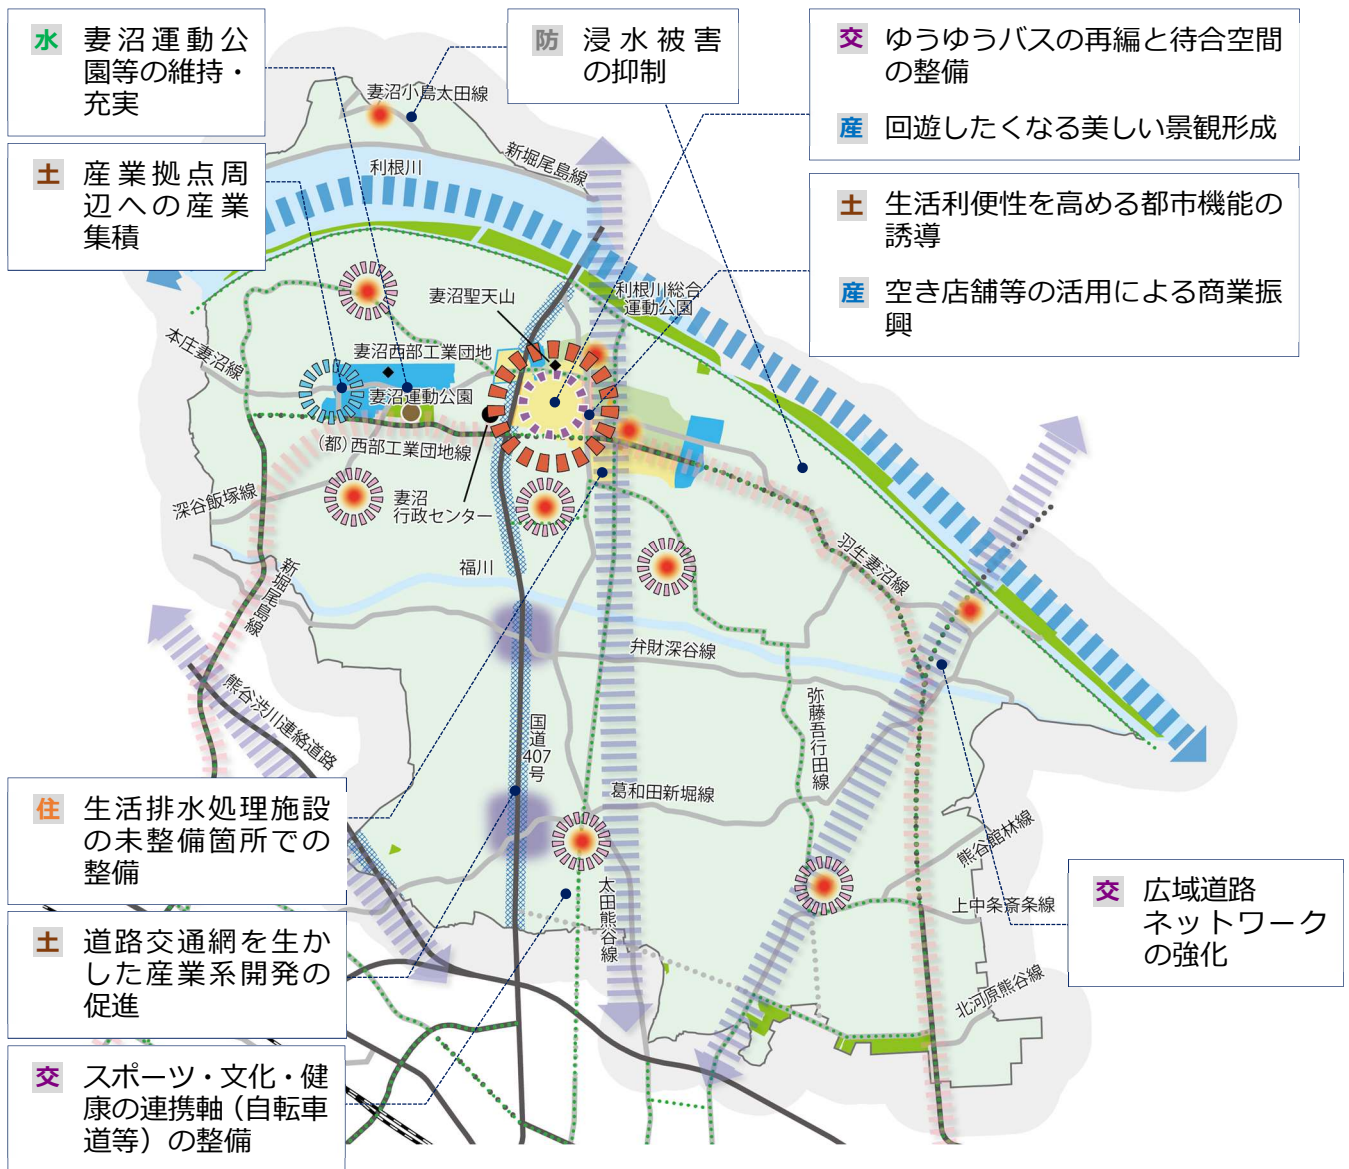 水 妻沼運動公
園等の維持・
充実
土 産業拠点周
辺への産業
集積
防 浸水被害
の抑制
交 ゆうゆうバスの再編と待合空間
の整備
産 回遊したくなる美しい景観形成
土 生活利便性を高める都市機能の
誘導
産 空き店舗等の活用による商業振
興
妻沼小島太田線
新堀尾島線
利根川
妻沼聖天山
利根川総合
運動公園
本庄妻沼線
妻沼西部工業団地
妻沼運動公園
(都)西部工業団地線
深谷飯塚線
妻沼
行政センター
福川
新堀尾島線
羽生妻沼線
弁財深谷線
熊谷渋川連絡道路
国道
407
号
弥藤吾行田線
葛和田新堀線
太田熊谷線
熊谷館林線
上中条斎条線
北河原熊谷線
住 生活排水処理施設
の未整備箇所での
整備
土 道路交通網を生か
した産業系開発の
促進
交 スポーツ・文化・健
康の連携軸（自転車
道等）の整備
交 広域道路
ネットワーク
の強化